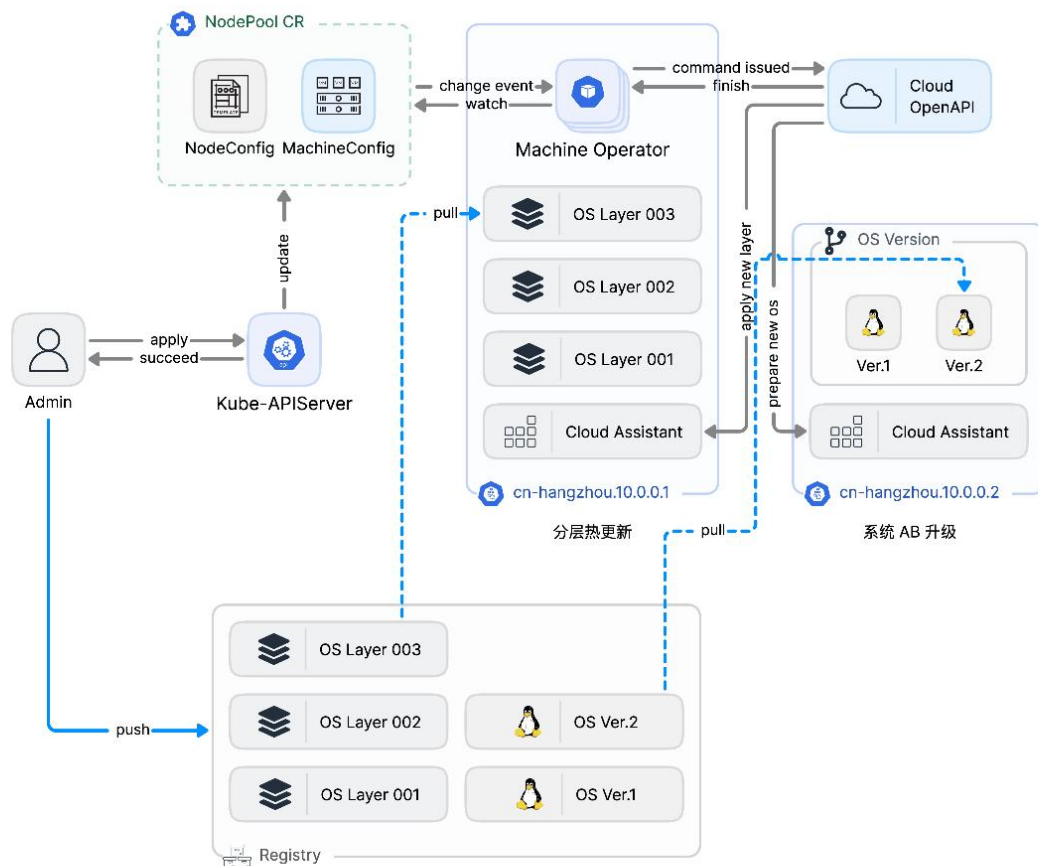 NodePool CR
NodeConfig
MachineConfig
change event
watch
Machine Operator
command issued
finish
Cloud
OpenAPI
update
Admin
apply
succeed
Kube-APIServer
pull
OS Layer 003
OS Layer 002
OS Layer 001
Cloud Assistant
cn-hangzhou.10.0.0.1
分层热更新
apply new layer
prepare new os
OS Version
Ver.1
Ver.2
Cloud Assistant
cn-hangzhou.10.0.0.2
系统 AB 升级
pull
push
OS Layer 003
OS Layer 002
OS Ver.2
OS Layer 001
OS Ver.1
Registry